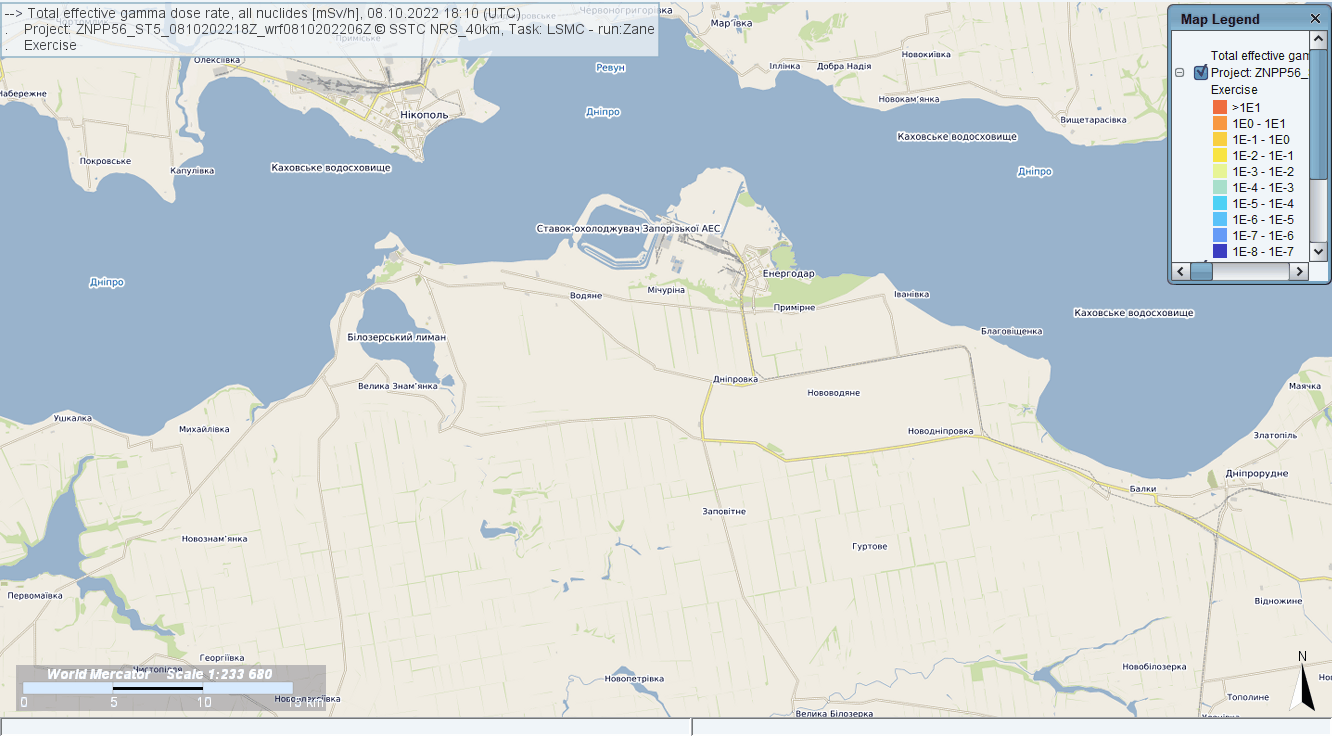 --> Total effective gamma dose rate, all nuclides [mSv/h], 08.10.2022 18:10 (UTC)
. Project: ZNPP56_ST5_0810202218Z_wrf0810202206Z © SSTC NRS_40km, Task: LSMC - run:Zane
. Exercise
Map Legend
Total effective gam
Project: ZNPP56_
Exercise
>1E1
1E0 - 1E1
1E-1 - 1E0
1E-2 - 1E-1
1E-3 - 1E-2
1E-4 - 1E-3
1E-5 - 1E-4
1E-6 - 1E-5
1E-7 - 1E-6
1E-8 - 1E-7
Червоногригорівка
Мар'ївка
Приміське
Олексіївка
Ревун
Іллінка
Добра Надія
Новокиївка
Набережне
Новокам'янка
Нікополь
Дніпро
Вищетарасівка
Каховське водосховище
Покровське
Капулівка
Каховське водосховище
Дніпро
Ставок-охолоджувач Запорізької АЕС
Дніпро
Енергодар
Водяне
Мічуріна
Іванівка
Примірне
Каховське водосховище
Білозерський лиман
Благовіщенка
Велика Знам'янка
Дніпровка
Нововодяне
Маячка
Ушкалка
Михайлівка
Новодніпровка
Златопіль
Дніпрорудне
Балки
Заповітне
Новознам'янка
Гуртове
Первомаївка
Відножине
Георгіївка
Чистопілля
Новопетрівка
Новобілозерка
Тополине
Велика Білозерка
World Mercator Scale 1:233 680
0 5 10 15 km
N